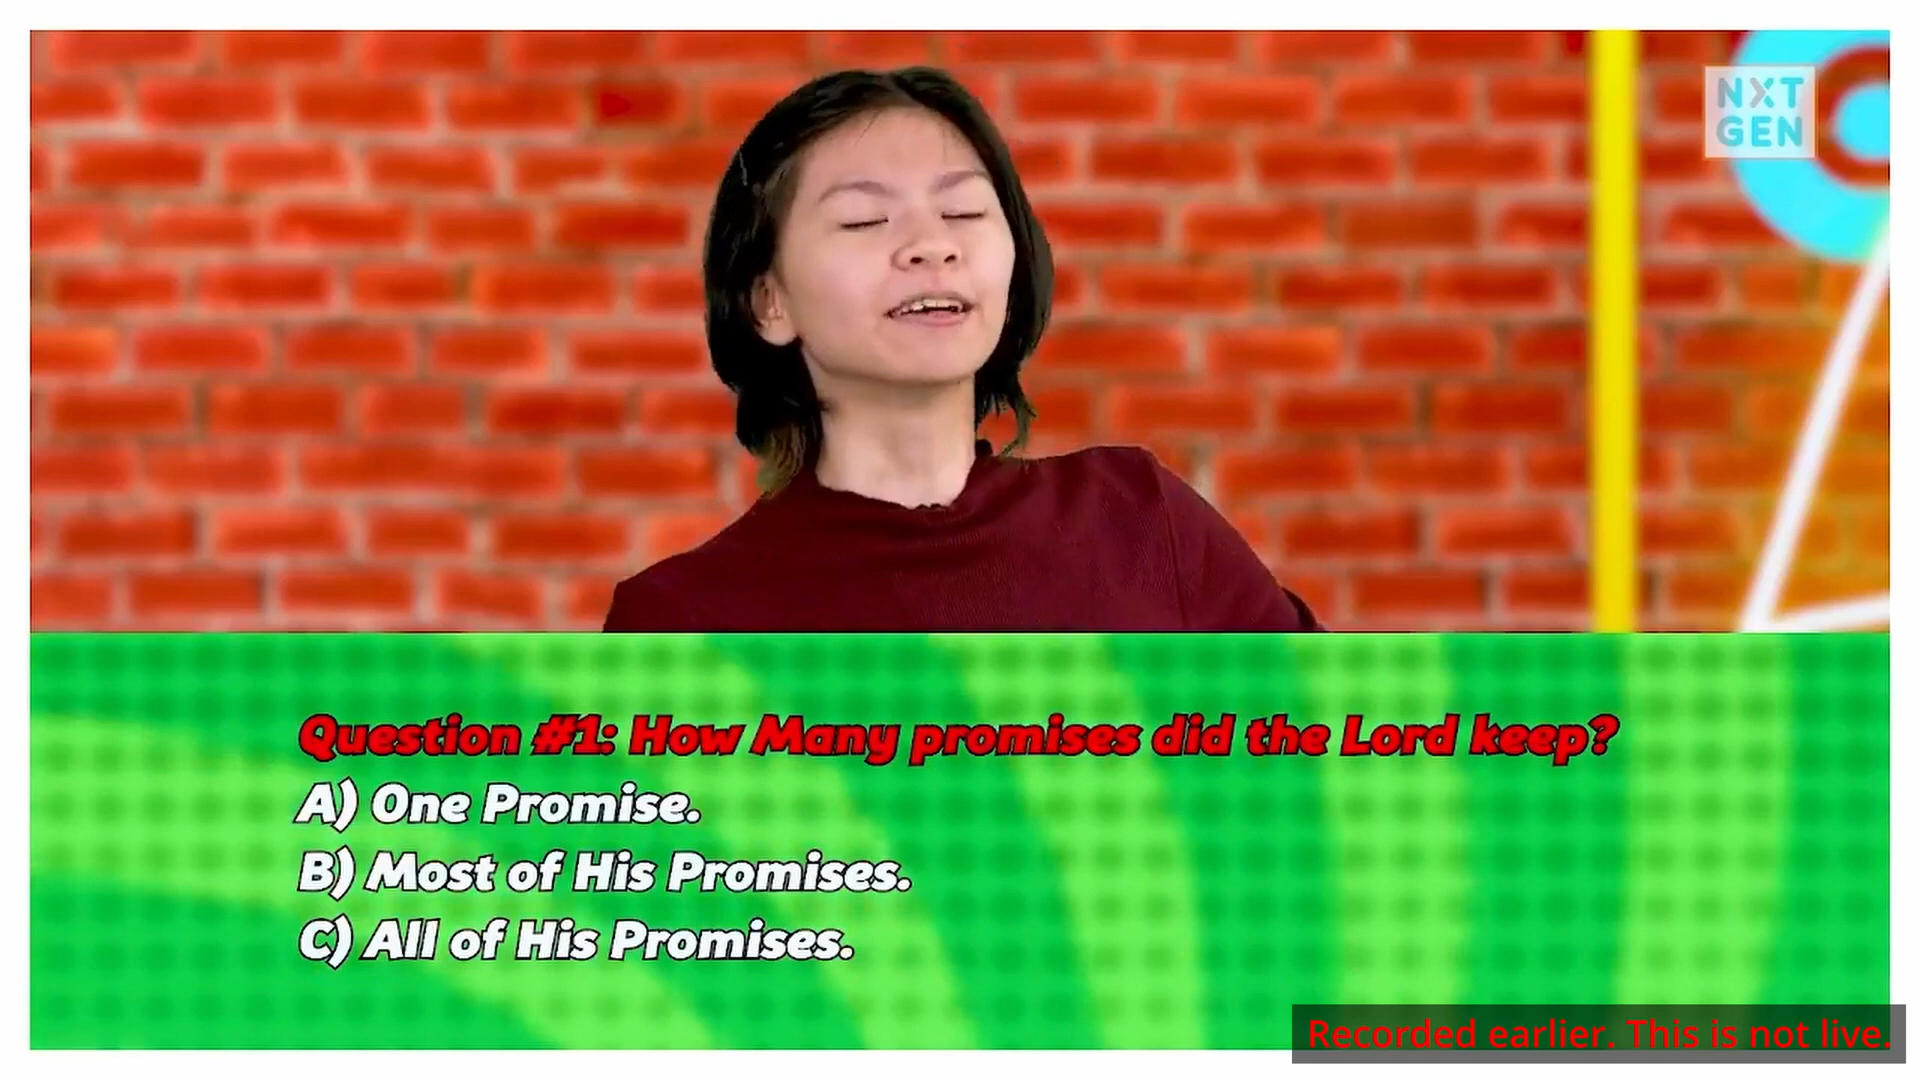 NXT
GEN
Question #1: How Many promises did the Lord keep?
A) One Promise.
B) Most of His Promises.
C) All of His Promises.
Recorded earlier. This is not live.